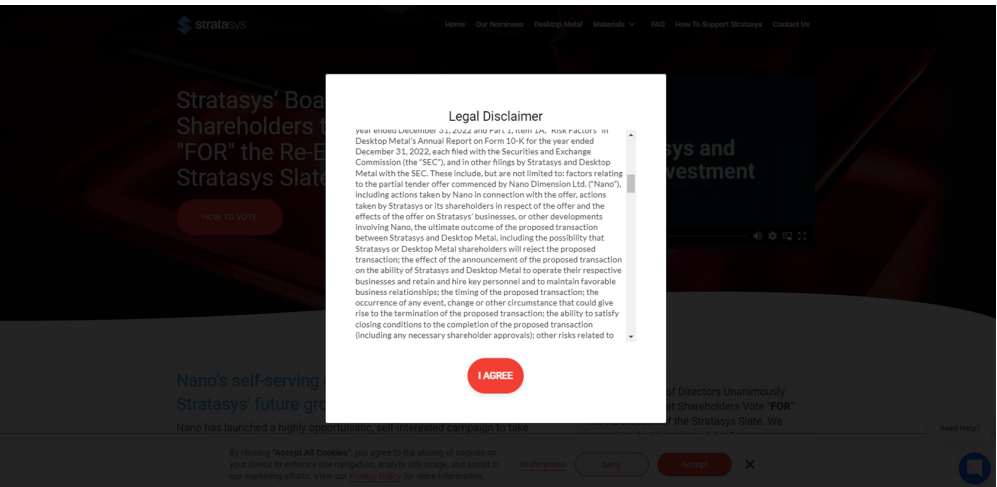 stratasys
Home Our Nominees Desktop Metal Materials FAQ How To Support Stratasys Contact Us
Stratasys' Boa
Shareholders t
"FOR" the Re-E
Stratasys Slat
HOW TO VOTE
sys and
vestment
Legal Disclaimer
year ended December 31, 2022 and Part 1, Item 1A, "Risk Factors" in
Desktop Metal's Annual Report on Form 10-K for the year ended
December 31, 2022, each filed with the Securities and Exchange
Commission (the "SEC"), and in other filings by Stratasys and Desktop
Metal with the SEC. These include, but are not limited to: factors relating
to the partial tender offer commenced by Nano Dimension Ltd. ("Nano"),
including actions taken by Nano in connection with the offer, actions
taken by Stratasys or its shareholders in respect of the offer and the
effects of the offer on Stratasys' businesses, or other developments
involving Nano, the ultimate outcome of the proposed transaction
between Stratasys and Desktop Metal, including the possibility that
Stratasys or Desktop Metal shareholders will reject the proposed
transaction; the effect of the announcement of the proposed transaction
on the ability of Stratasys and Desktop Metal to operate their respective
businesses and retain and hire key personnel and to maintain favorable
business relationships; the timing of the proposed transaction; the
occurrence of any event, change or other circumstance that could give
rise to the termination of the proposed transaction; the ability to satisfy
closing conditions to the completion of the proposed transaction
(including any necessary shareholder approvals); other risks related to
I AGREE
Nano's self-serving
Stratasys' future gro
Nano has launched a highly opportunistic, self-interested campaign to take
of Directors Unanimously
at Shareholders Vote "FOR"
of the Stratasys Slate. We
Need Help?
By clicking "Accept All Cookies", you agree to the storing of cookies on
your device to enhance site navigation, analyze site usage, and assist in
our marketing efforts. View our Privacy Policy for more information.
Preferences Deny Accept